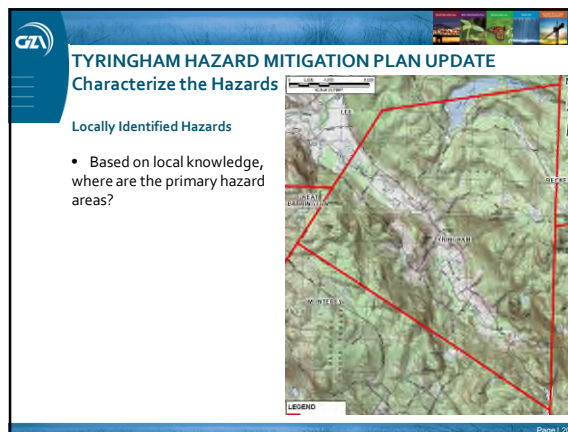 GZA
TYRINGHAM HAZARD MITIGATION PLAN UPDATE
Characterize the Hazards
Locally Identified Hazards
• Based on local knowledge,
where are the primary hazard
areas?
LEE
BECKET
GREAT
BARRINGTON
TYRINGHAM
MONTEREY
LEGEND
Page | 20